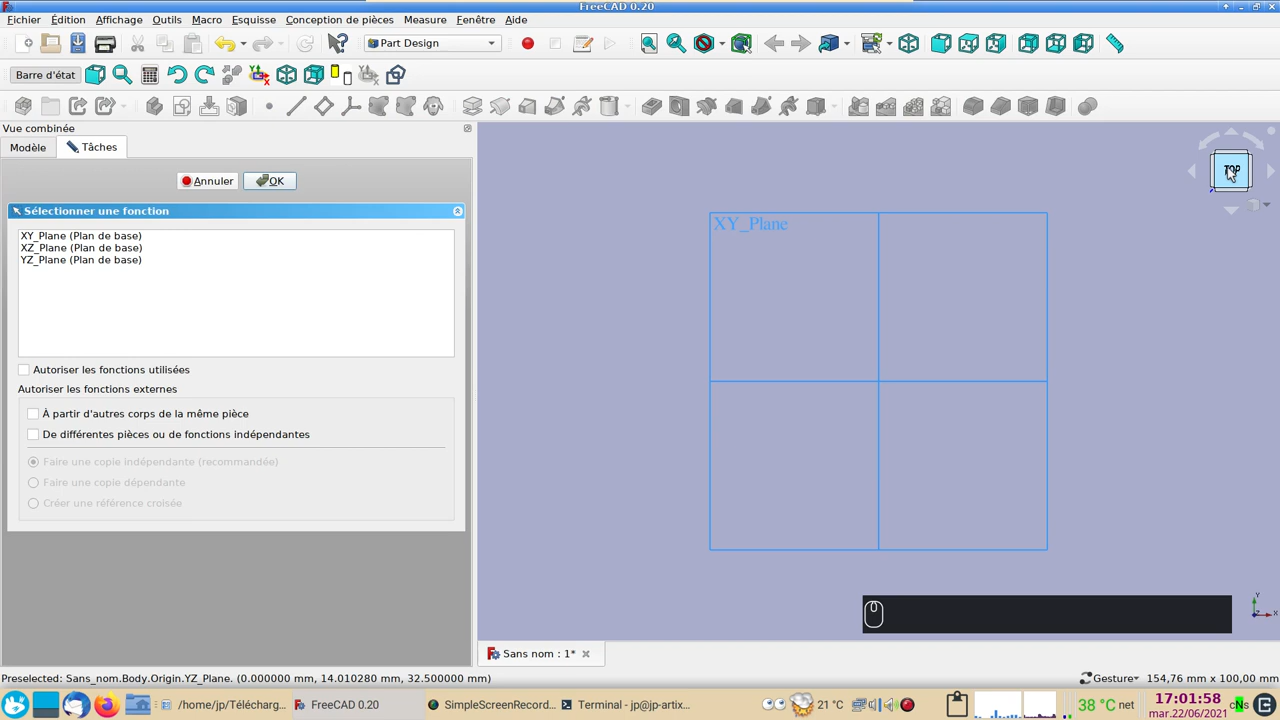 FreeCAD 0.20
Fichier Édition Affichage Outils Macro Esquisse Conception de pièces Measure Fenêtre Aide
Part Design
Barre d'état
Vue combinée
Modèle Tâches
Annuler OK
Sélectionner une fonction
XY_Plane (Plan de base)
XZ_Plane (Plan de base)
YZ_Plane (Plan de base)
Autoriser les fonctions utilisées
Autoriser les fonctions externes
À partir d'autres corps de la même pièce
De différentes pièces ou de fonctions indépendantes
Faire une copie indépendante (recommandée)
Faire une copie dépendante
Créer une référence croisée
XY_Plane
TOP
Y
X
Sans nom : 1*
Preselected: Sans_nom.Body.Origin.YZ_Plane. (0.000000 mm, 14.010280 mm, 32.500000 mm) Gesture 154,76 mm x 100,00 mm
/home/jp/Télécharg... FreeCAD 0.20 SimpleScreenRecord... Terminal - jp@jp-artix... 21 °C 38 °C net 17:01:58 cNs
mar.22/06/2021